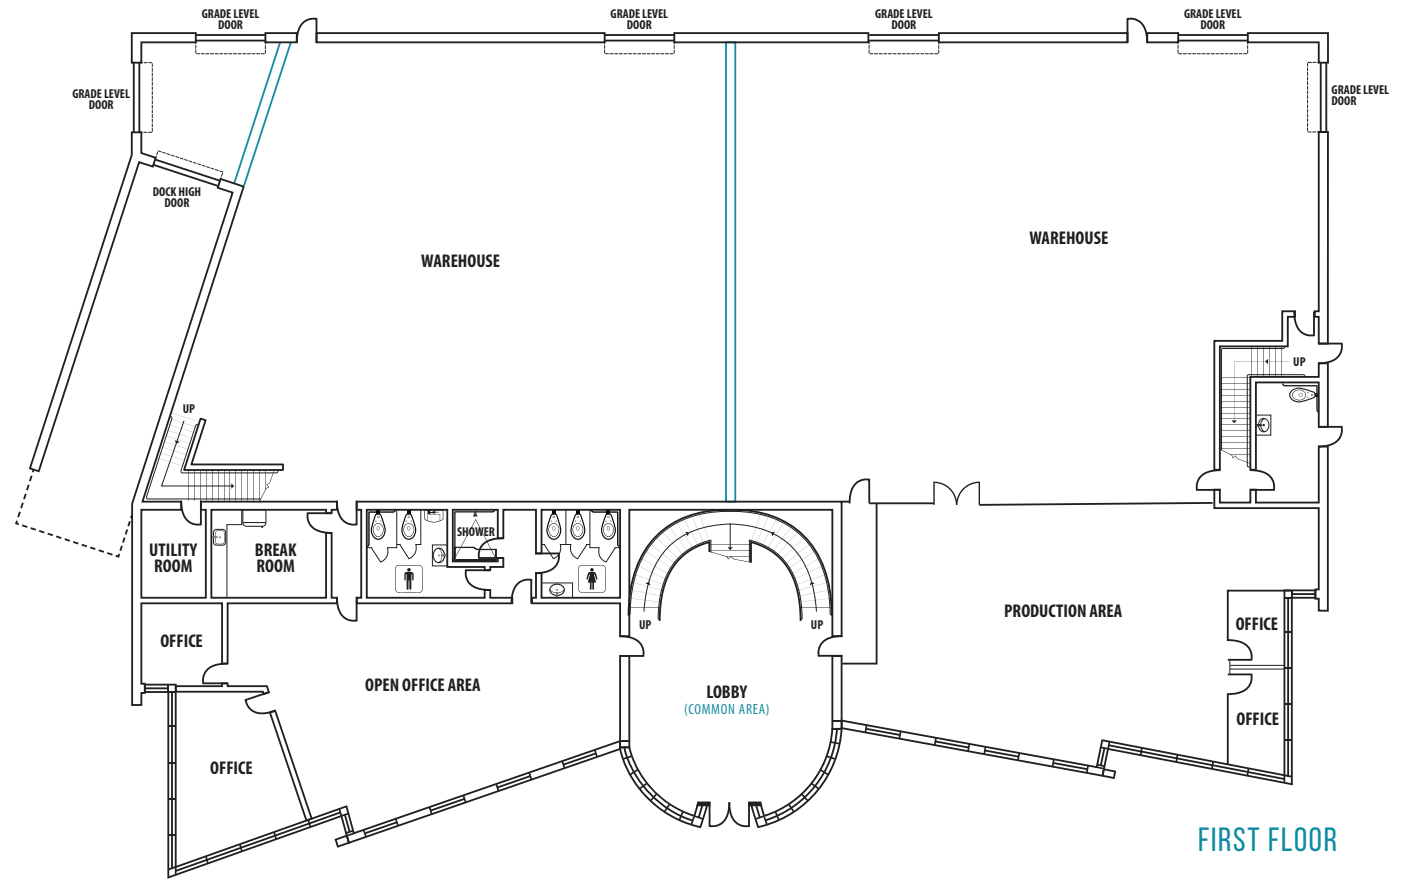 GRADE LEVEL
DOOR
GRADE LEVEL
DOOR
GRADE LEVEL
DOOR
GRADE LEVEL
DOOR
GRADE LEVEL
DOOR
GRADE LEVEL
DOOR
DOCK HIGH
DOOR
WAREHOUSE
WAREHOUSE
UP
UP
UTILITY
ROOM
BREAK
ROOM
SHOWER
UP
UP
OFFICE
OPEN OFFICE AREA
LOBBY
(COMMON AREA)
PRODUCTION AREA
OFFICE
OFFICE
OFFICE
FIRST FLOOR